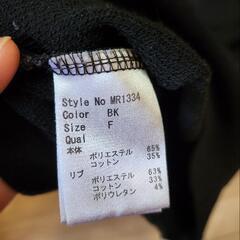 Style No MR1334
Color BK
Size F
Qual
本体 ポリエステル 65%
コットン 35%
リブ ポリエステル 63%
コットン 33%
ポリウレタン 4%